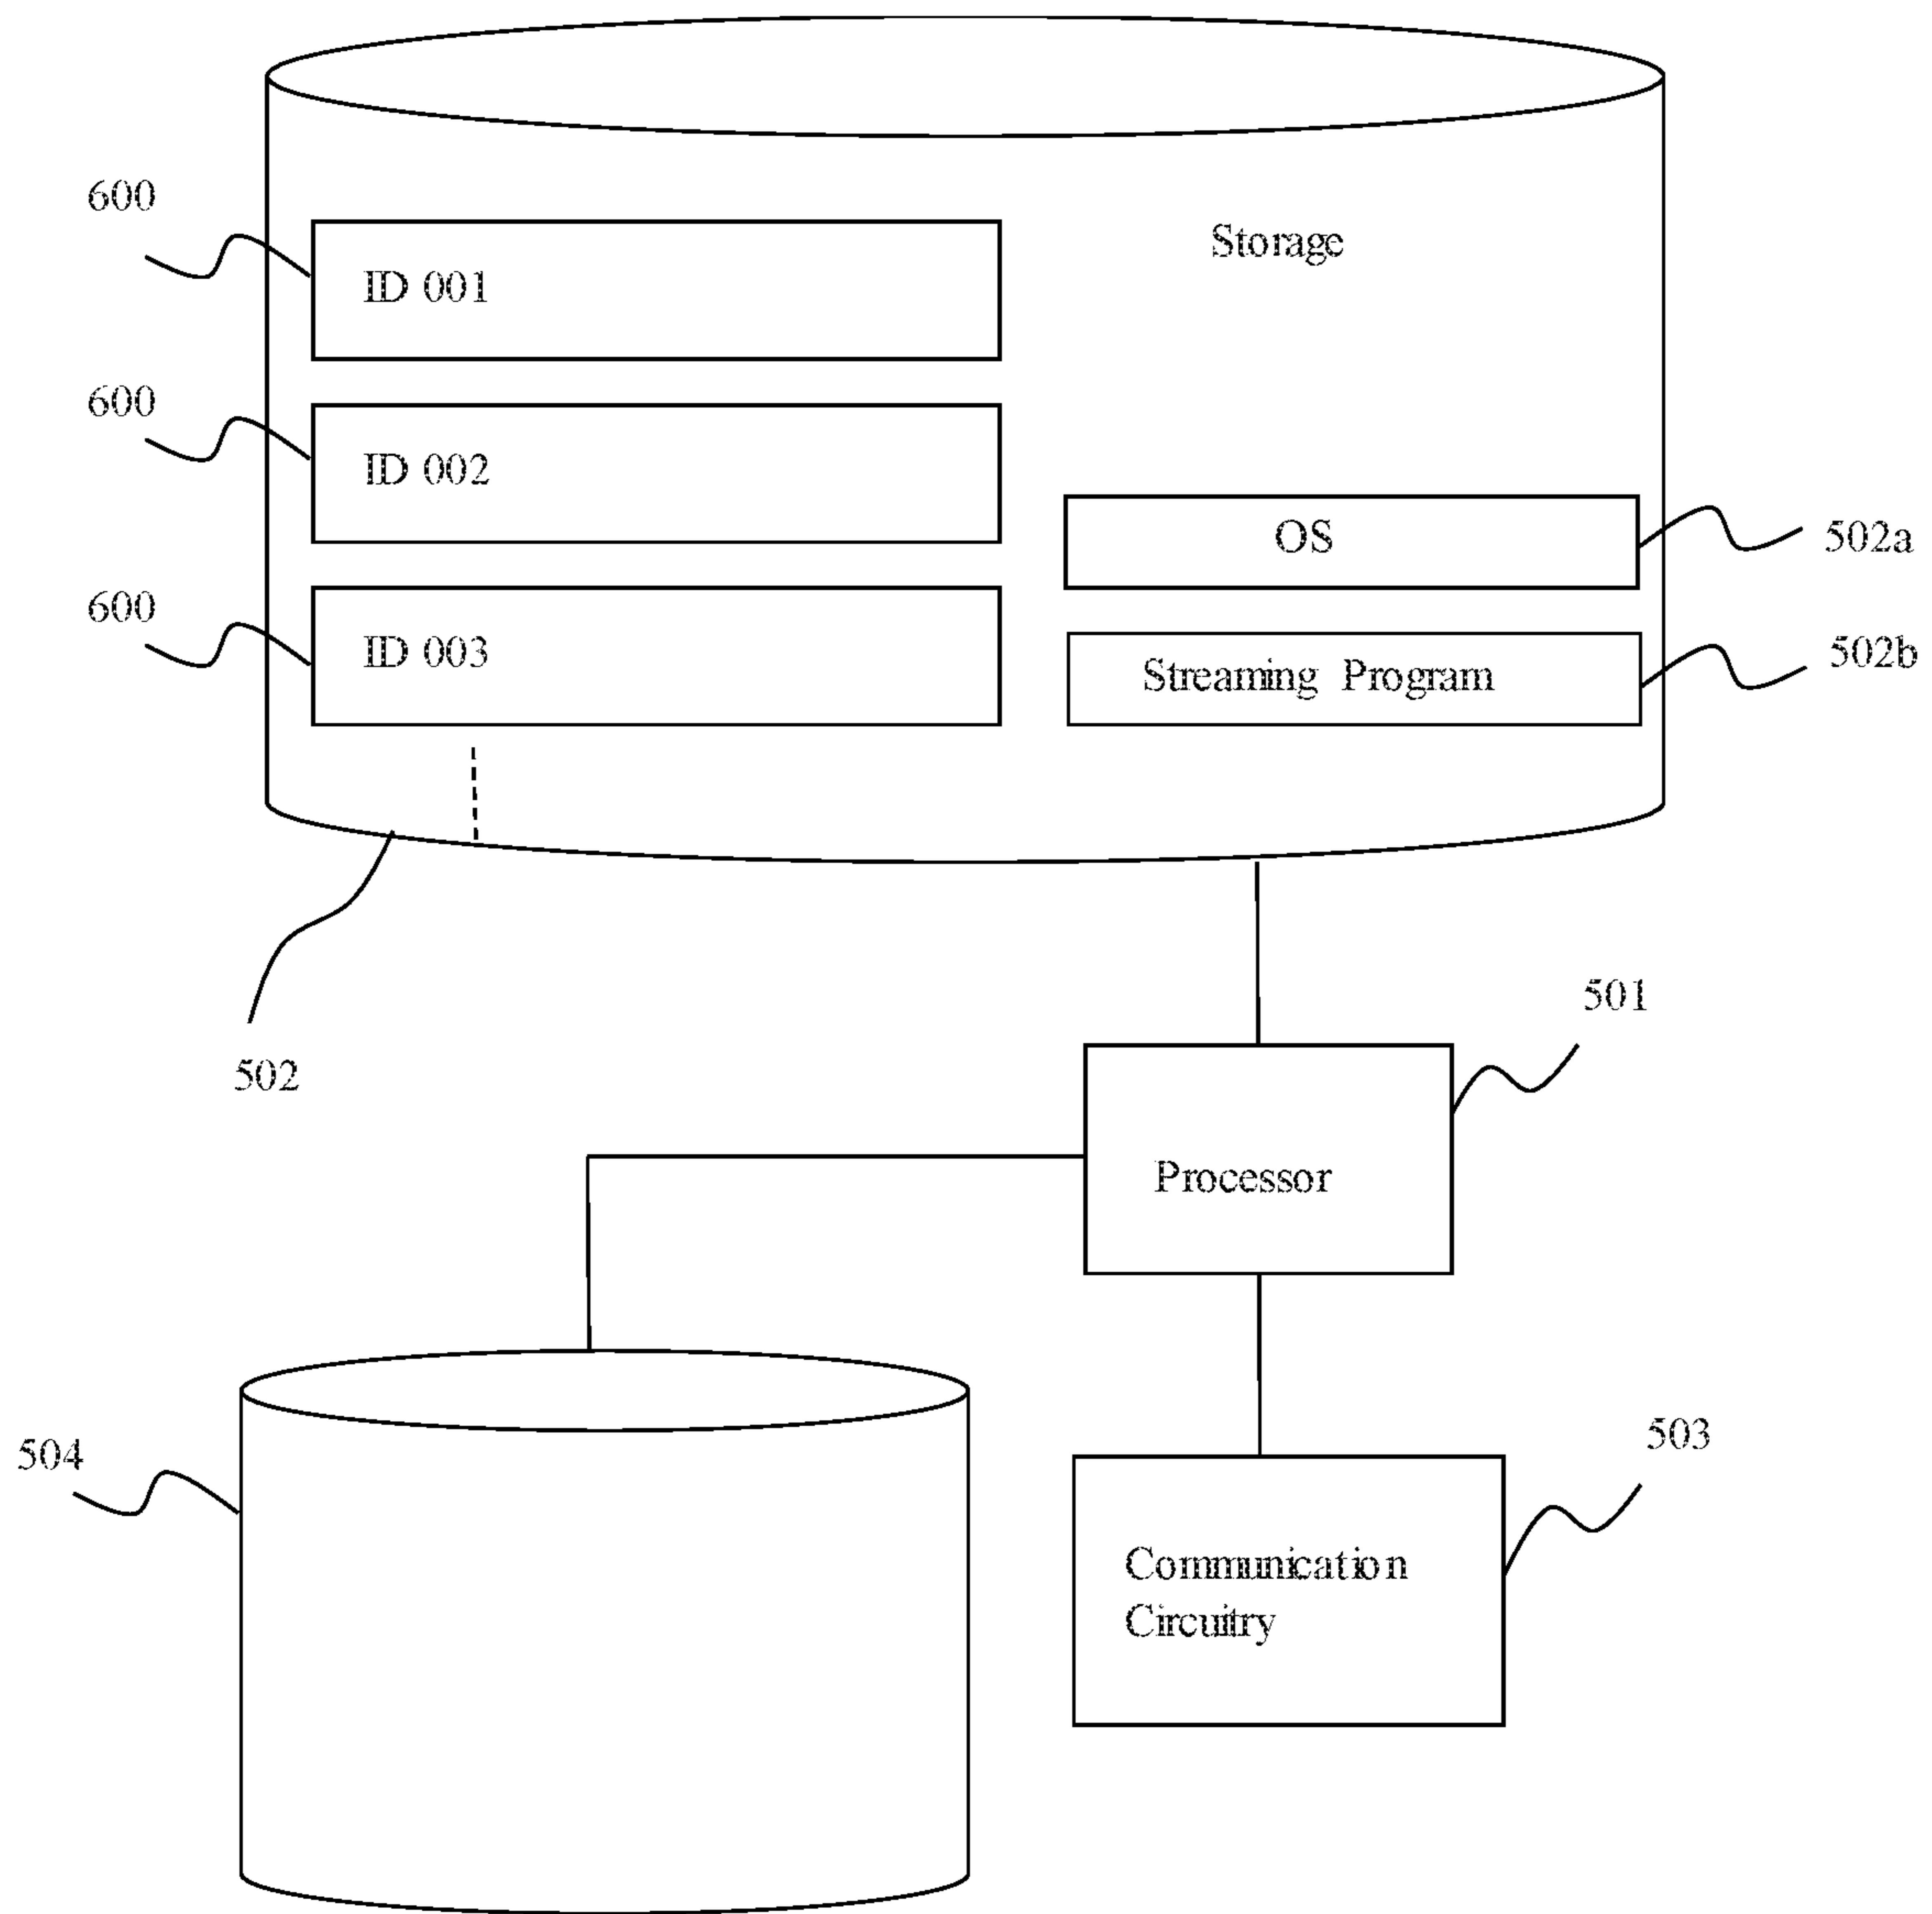 600
Storage
ID 001
600
ID 002
OS
502a
600
ID 003
Streaming Program
502b
501
502
Processor
503
504
Communication
Circuitry